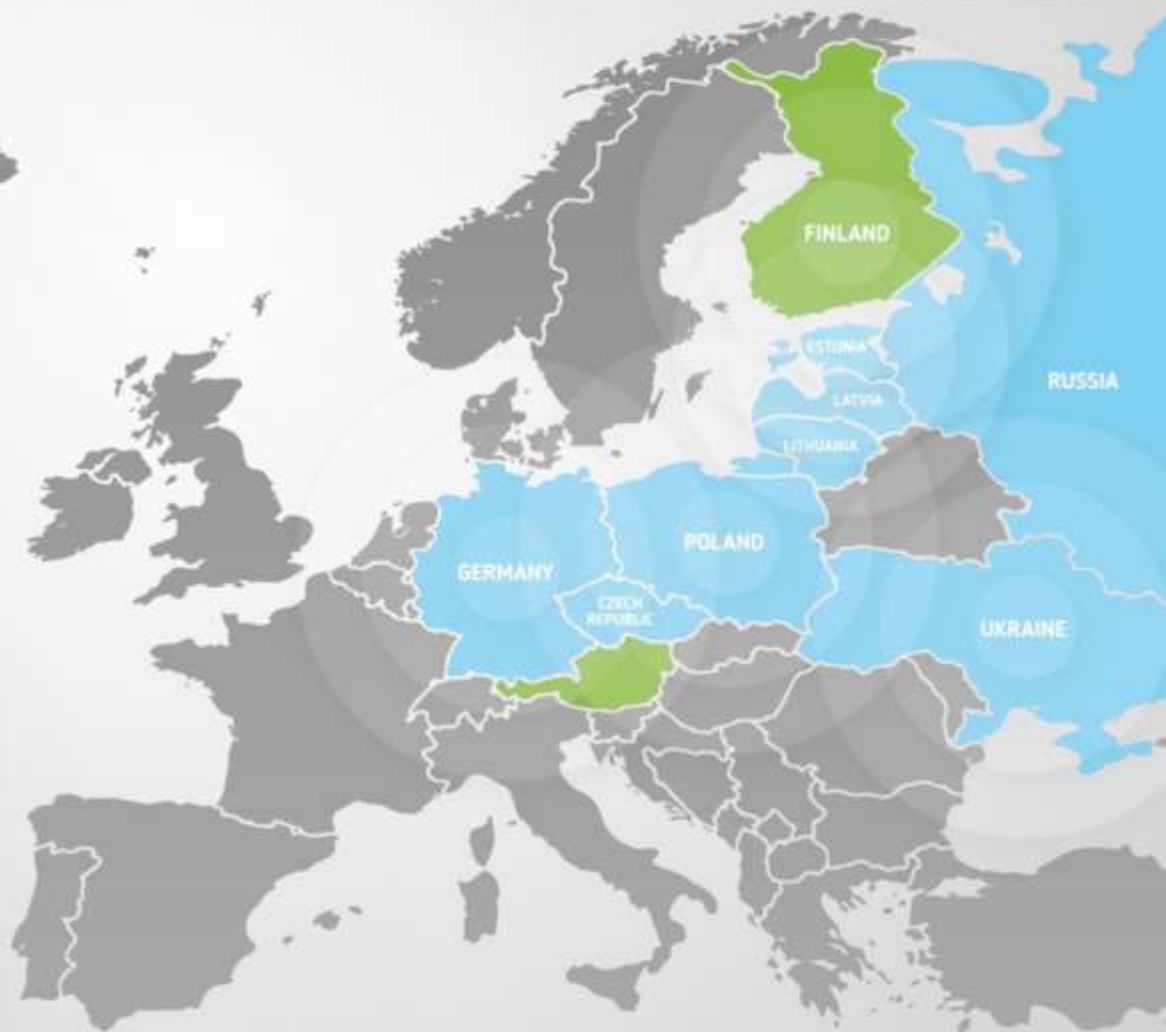 FINLAND
ESTONIA
RUSSIA
LATVIA
LITHUANIA
POLAND
GERMANY
CZECH
REPUBLIC
UKRAINE